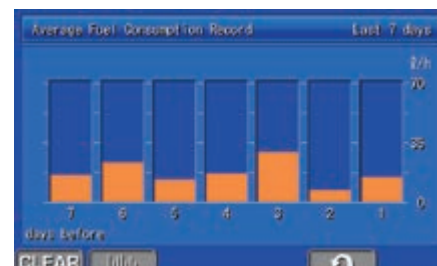 Average Fuel Consumption Record Last 7 days
ℓ/h
70
35
0
7 6 5 4 3 2 1
days before
CLEAR